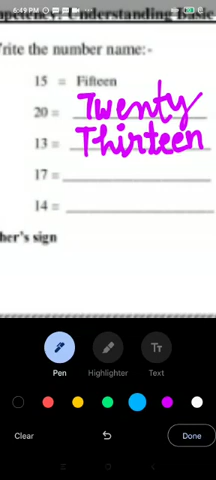 6:49 PM
mpetency: Understanding Basic
Write the number name:-
15 = Fifteen
20 = Twenty
13 = Thirteen
17 =
14 =
her's sign
Pen Highlighter Text
Clear Done